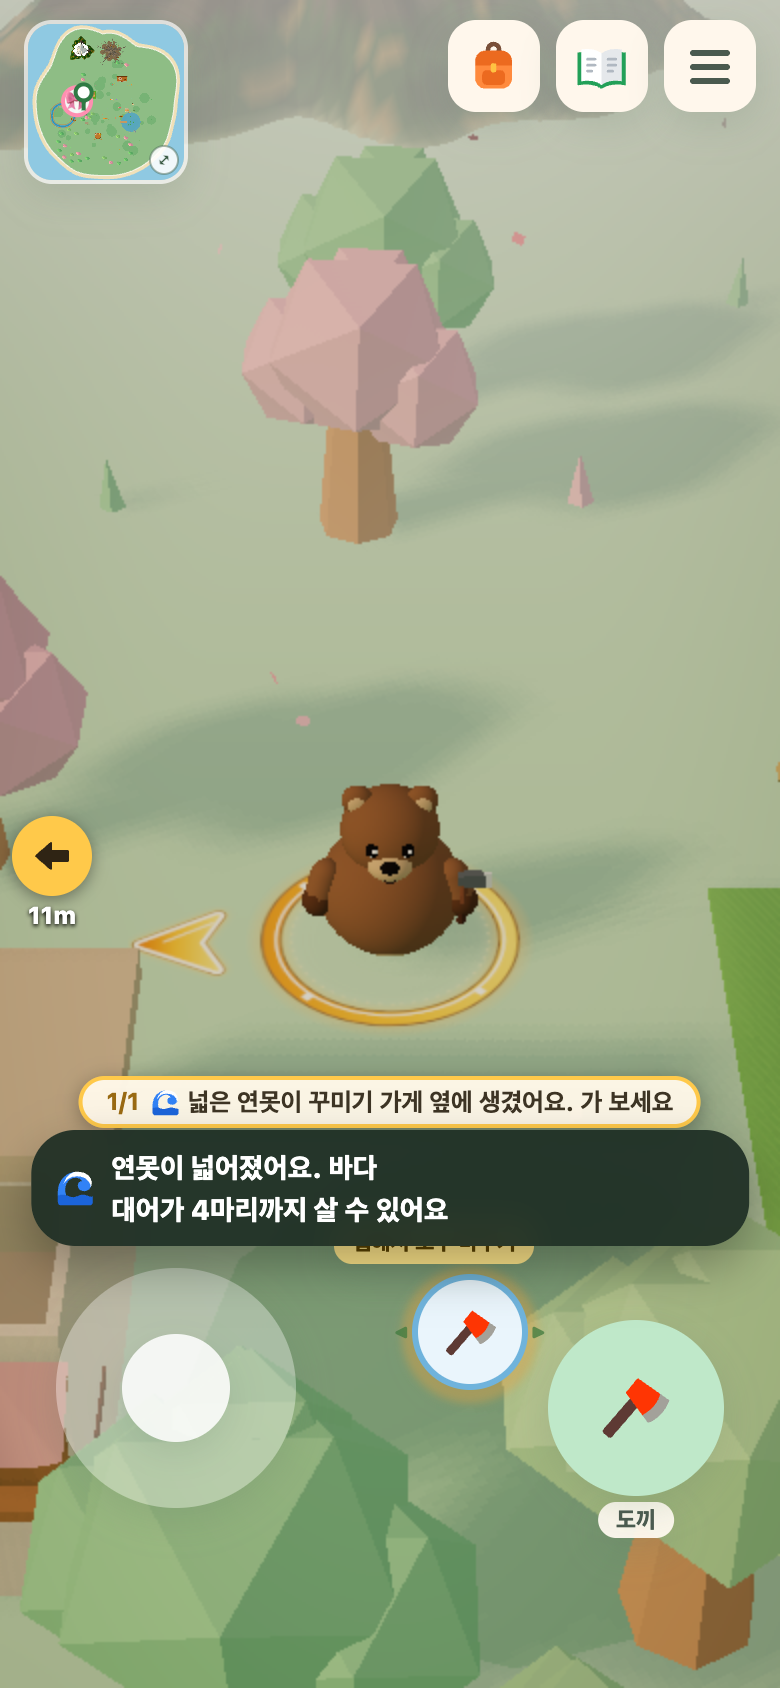 11m
1/1 🌊 넓은 연못이 꾸미기 가게 옆에 생겼어요. 가 보세요
🌊 연못이 넓어졌어요. 바다
대어가 4마리까지 살 수 있어요
도끼